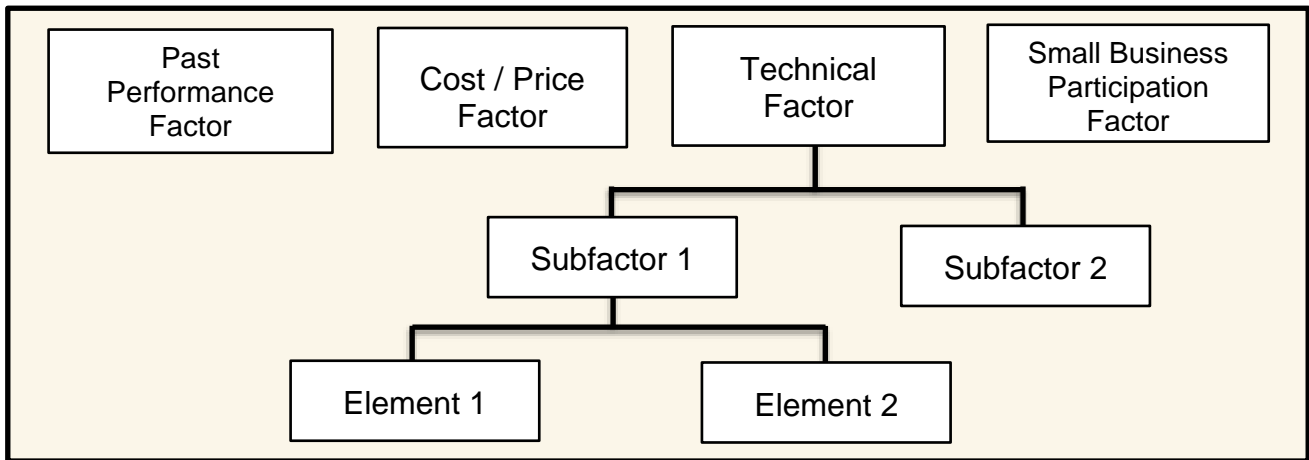 Past
Performance
Factor
Cost / Price
Factor
Technical
Factor
Small Business
Participation
Factor
Subfactor 1
Subfactor 2
Element 1
Element 2